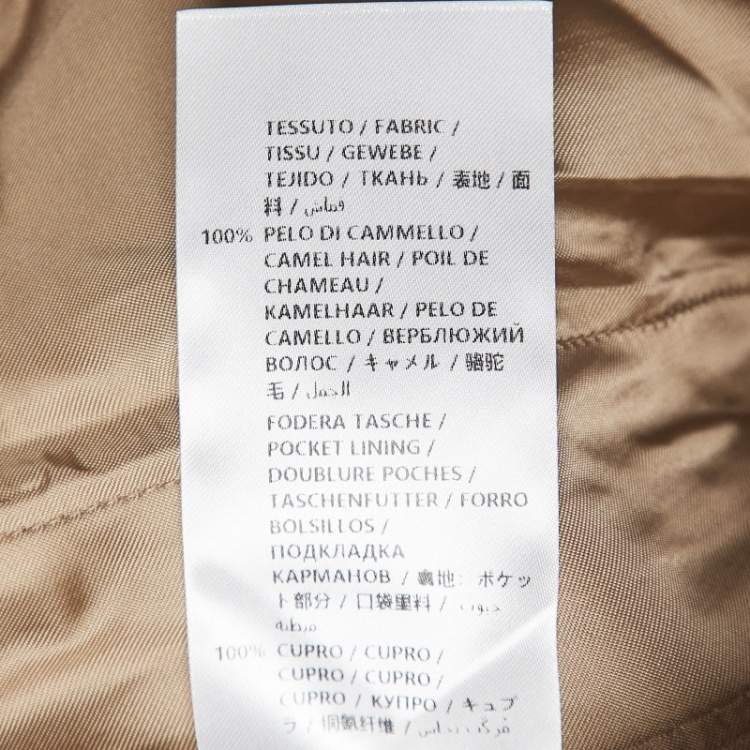 TESSUTO / FABRIC /
TISSU / GEWEBE /
TEJIDO / ТКАНЬ / 表地 / 面
料 / قماش
100% PELO DI CAMMELLO /
CAMEL HAIR / POIL DE
CHAMEAU /
KAMELHAAR / PELO DE
CAMELLO / ВЕРБЛЮЖИЙ
ВОЛОС / キャメル / 骆驼
毛 / الجمل
FODERA TASCHE /
POCKET LINING /
DOUBLURE POCHES /
TASCHENFUTTER / FORRO
BOLSILLOS /
ПОДКЛАДКА
КАРМАНОВ / 裏地: ポケッ
ト部分 / 口袋里料 /
100% CUPRO / CUPRO /
CUPRO / CUPRO /
CUPRO / КУПРО / キュプ
ラ / 铜氨纤维 /